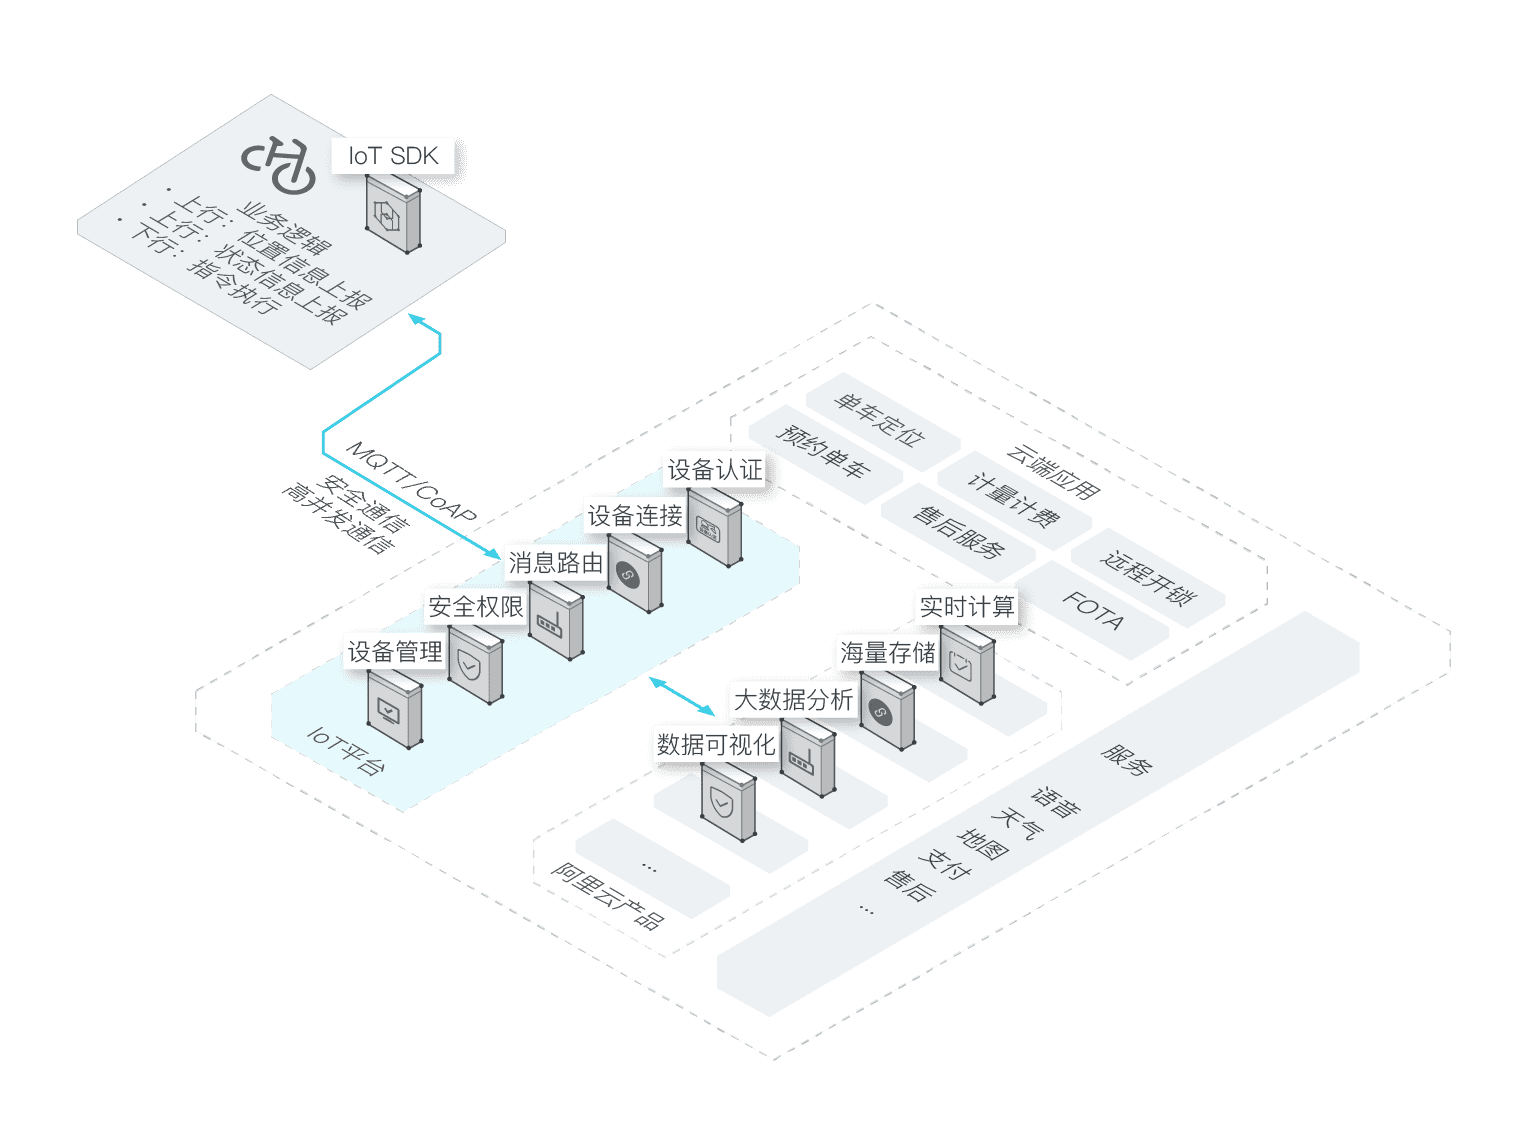 IoT SDK
业务逻辑
· 上行：位置信息上报
· 上行：状态信息上报
· 下行：指令执行
MQTT/CoAP
安全通信
高并发通信
设备认证
设备连接
消息路由
安全权限
设备管理
IoT平台
云端应用
单车定位
预约单车
计量计费
售后服务
远程开锁
FOTA
实时计算
海量存储
大数据分析
数据可视化
...
阿里云产品
服务
语音
天气
地图
支付
售后
...